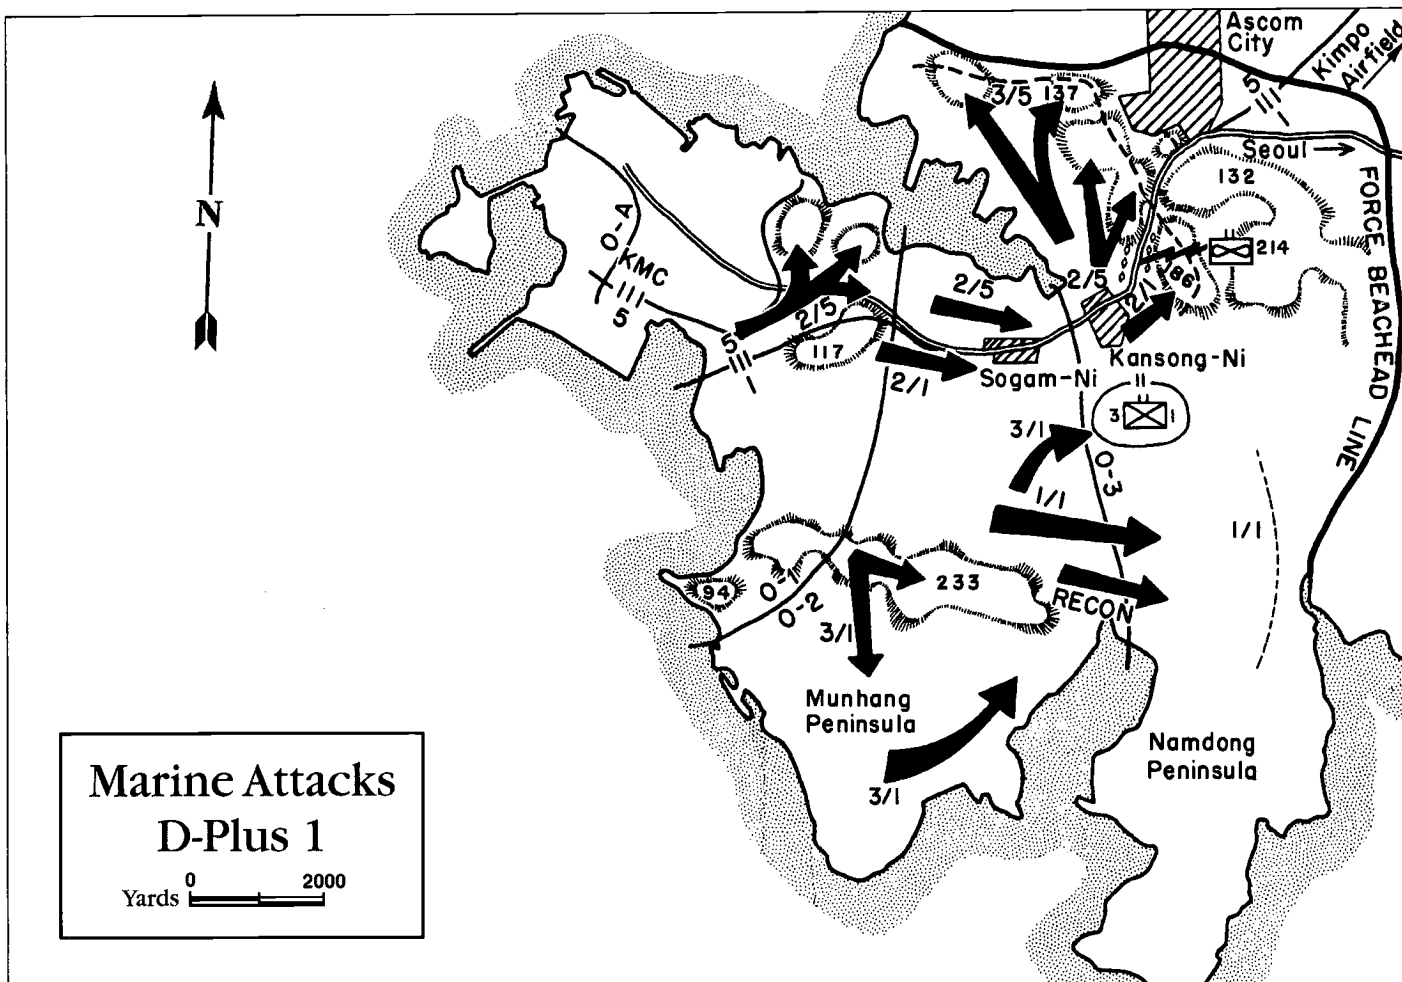 Ascom
City
Kimpo
Airfield
5
Seoul
3/5
137
132
N
O-A
KMC
5
5
2/5
117
2/5
2/5
2/1
86
214
FORCE BEACHHEAD LINE
2/1
Sogam-Ni
Kansong-Ni
3
1
3/1
O-3
1/1
1/1
94
O-1
O-2
233
RECON
3/1
Munhang
Peninsula
3/1
Namdong
Peninsula
Marine Attacks
D-Plus 1
Yards
0
2000